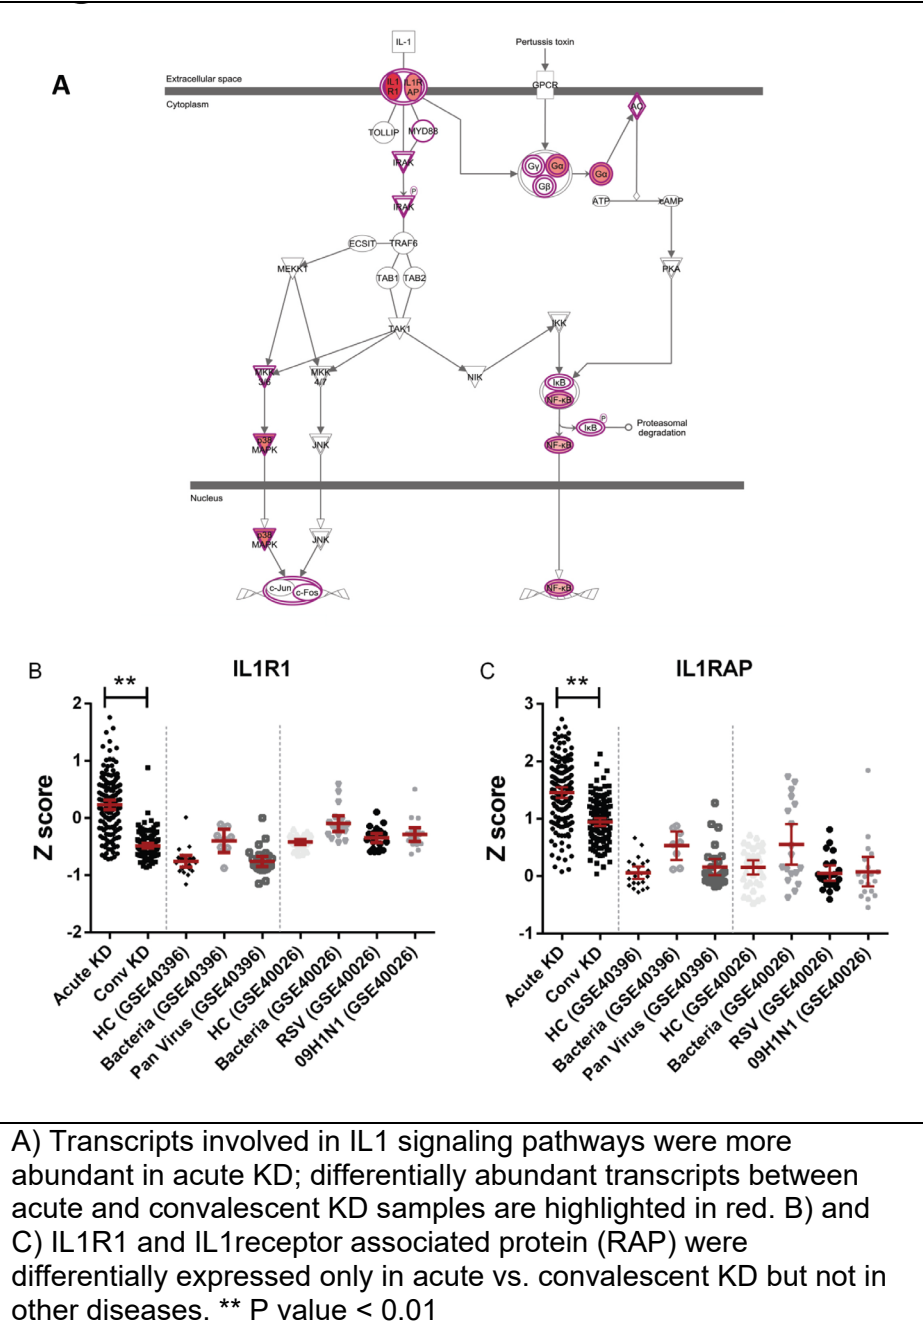 A
IL-1
Pertussis toxin
Extracellular space
Cytoplasm
IL1
R1
IL1R
AP
GPCR
AC
TOLLIP
MYD88
IRAK
Gγ
Gα
Gβ
Gα
P
IRAK
ATP
cAMP
ECSIT
TRAF6
MEKK1
TAB1
TAB2
PKA
TAK1
IKK
MKK
3/6
MKK
4/7
NIK
IκB
NF-κB
P
IκB
Proteasomal
degradation
p38
MAPK
JNK
NF-κB
Nucleus
p38
MAPK
JNK
c-Jun
c-Fos
NF-κB
B
IL1R1
**
Z score
2
1
0
-1
-2
Acute KD
Conv KD
HC (GSE40396)
Bacteria (GSE40396)
Pan Virus (GSE40396)
HC (GSE40026)
Bacteria (GSE40026)
RSV (GSE40026)
09H1N1 (GSE40026)
C
IL1RAP
**
Z score
3
2
1
0
-1
Acute KD
Conv KD
HC (GSE40396)
Bacteria (GSE40396)
Pan Virus (GSE40396)
HC (GSE40026)
Bacteria (GSE40026)
RSV (GSE40026)
09H1N1 (GSE40026)
A) Transcripts involved in IL1 signaling pathways were more
abundant in acute KD; differentially abundant transcripts between
acute and convalescent KD samples are highlighted in red. B) and
C) IL1R1 and IL1receptor associated protein (RAP) were
differentially expressed only in acute vs. convalescent KD but not in
other diseases. ** P value < 0.01